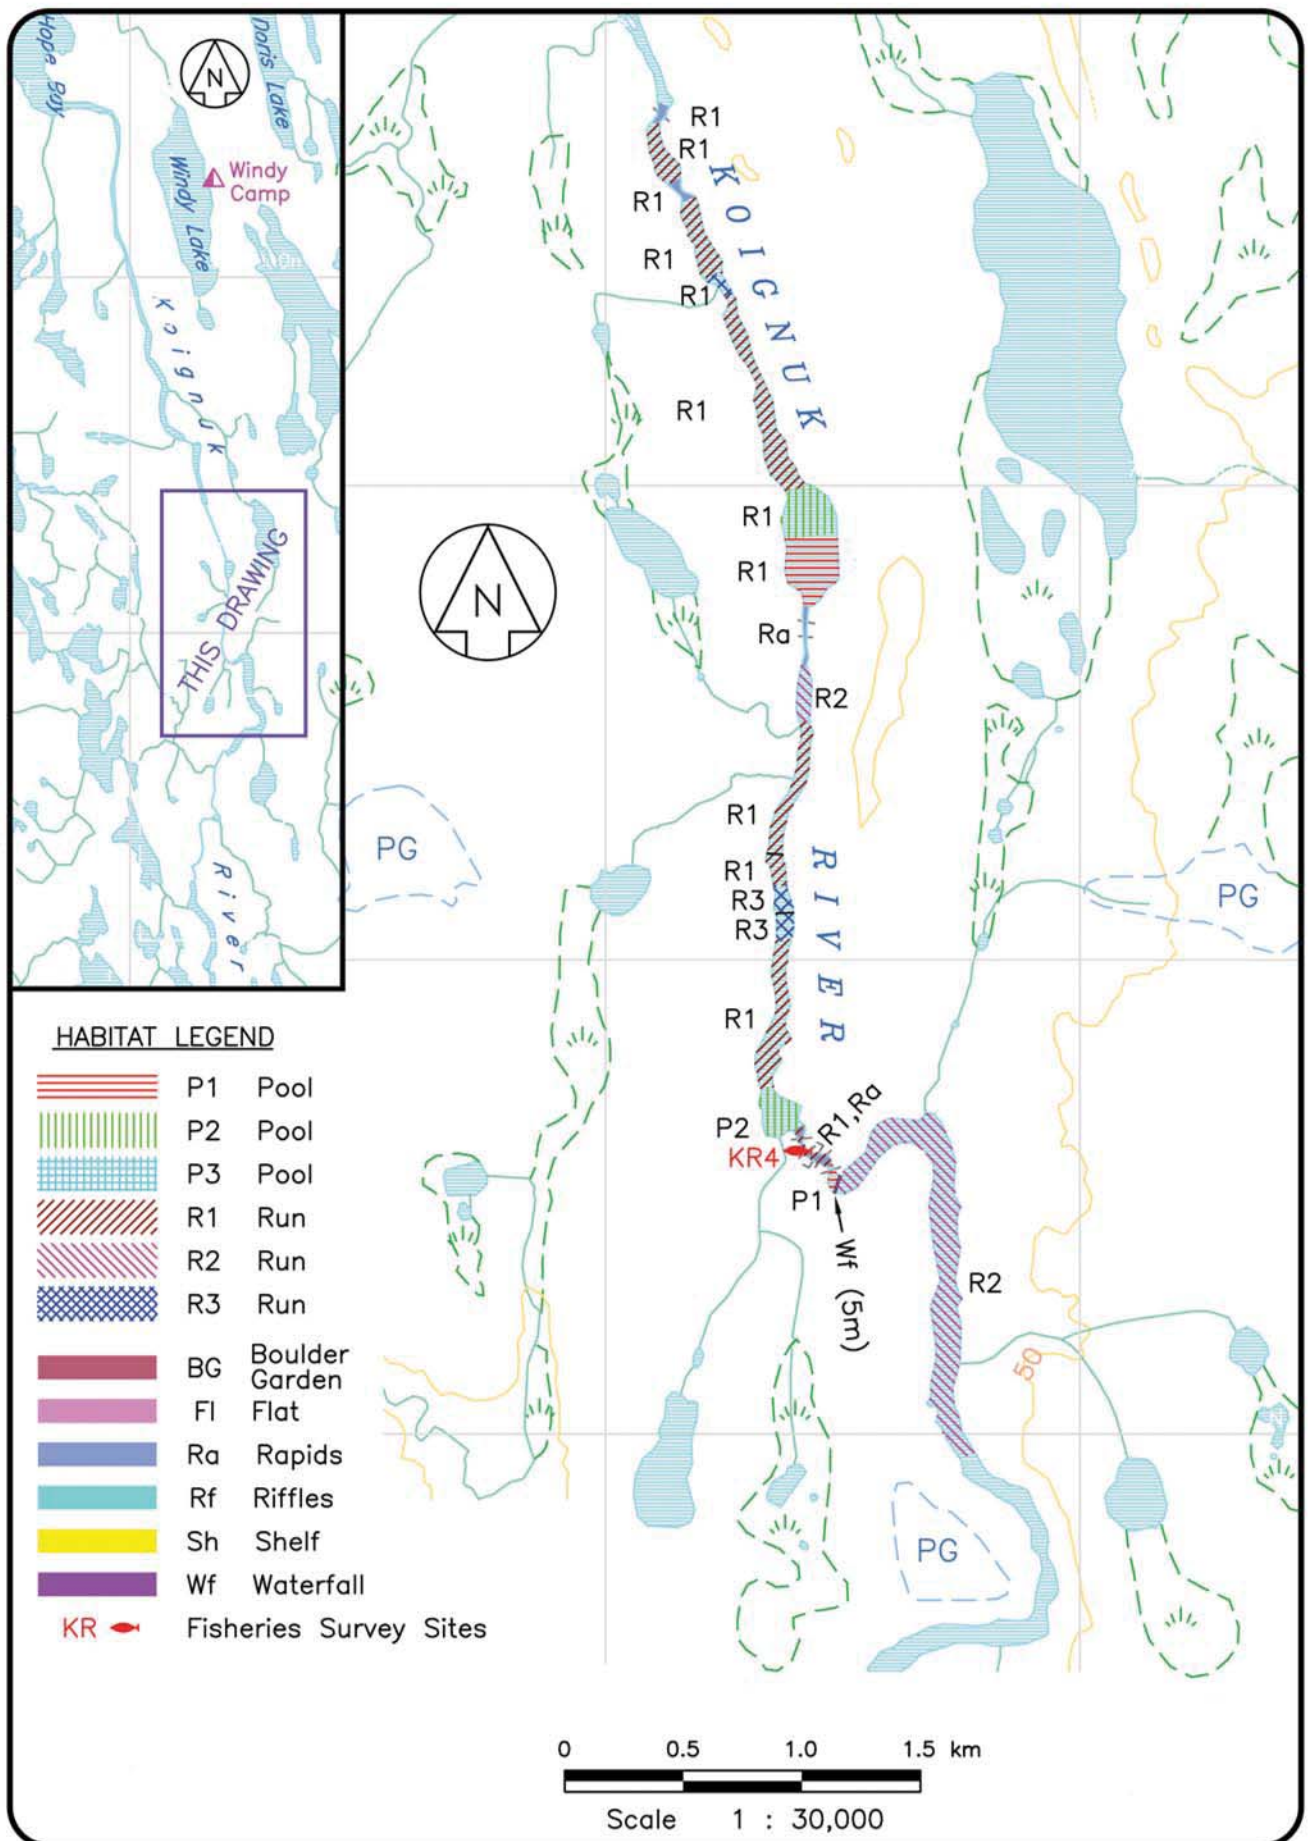 Hope Bay
N
Doris Lake
Windy Lake
Windy
Camp
Koignuk
THIS DRAWING
River
R1
R1
R1
R1
R1
R1
KOIGNUK
R1
R1
N
Ra
R2
R1
R1
R3
R3
R1
RIVER
PG
PG
P2
R1,Ra
KR4
P1
Wf (5m)
R2
50
PG
HABITAT LEGEND
P1 Pool
P2 Pool
P3 Pool
R1 Run
R2 Run
R3 Run
BG Boulder
Garden
Fl Flat
Ra Rapids
Rf Riffles
Sh Shelf
Wf Waterfall
KR Fisheries Survey Sites
0 0.5 1.0 1.5 km
Scale 1 : 30,000